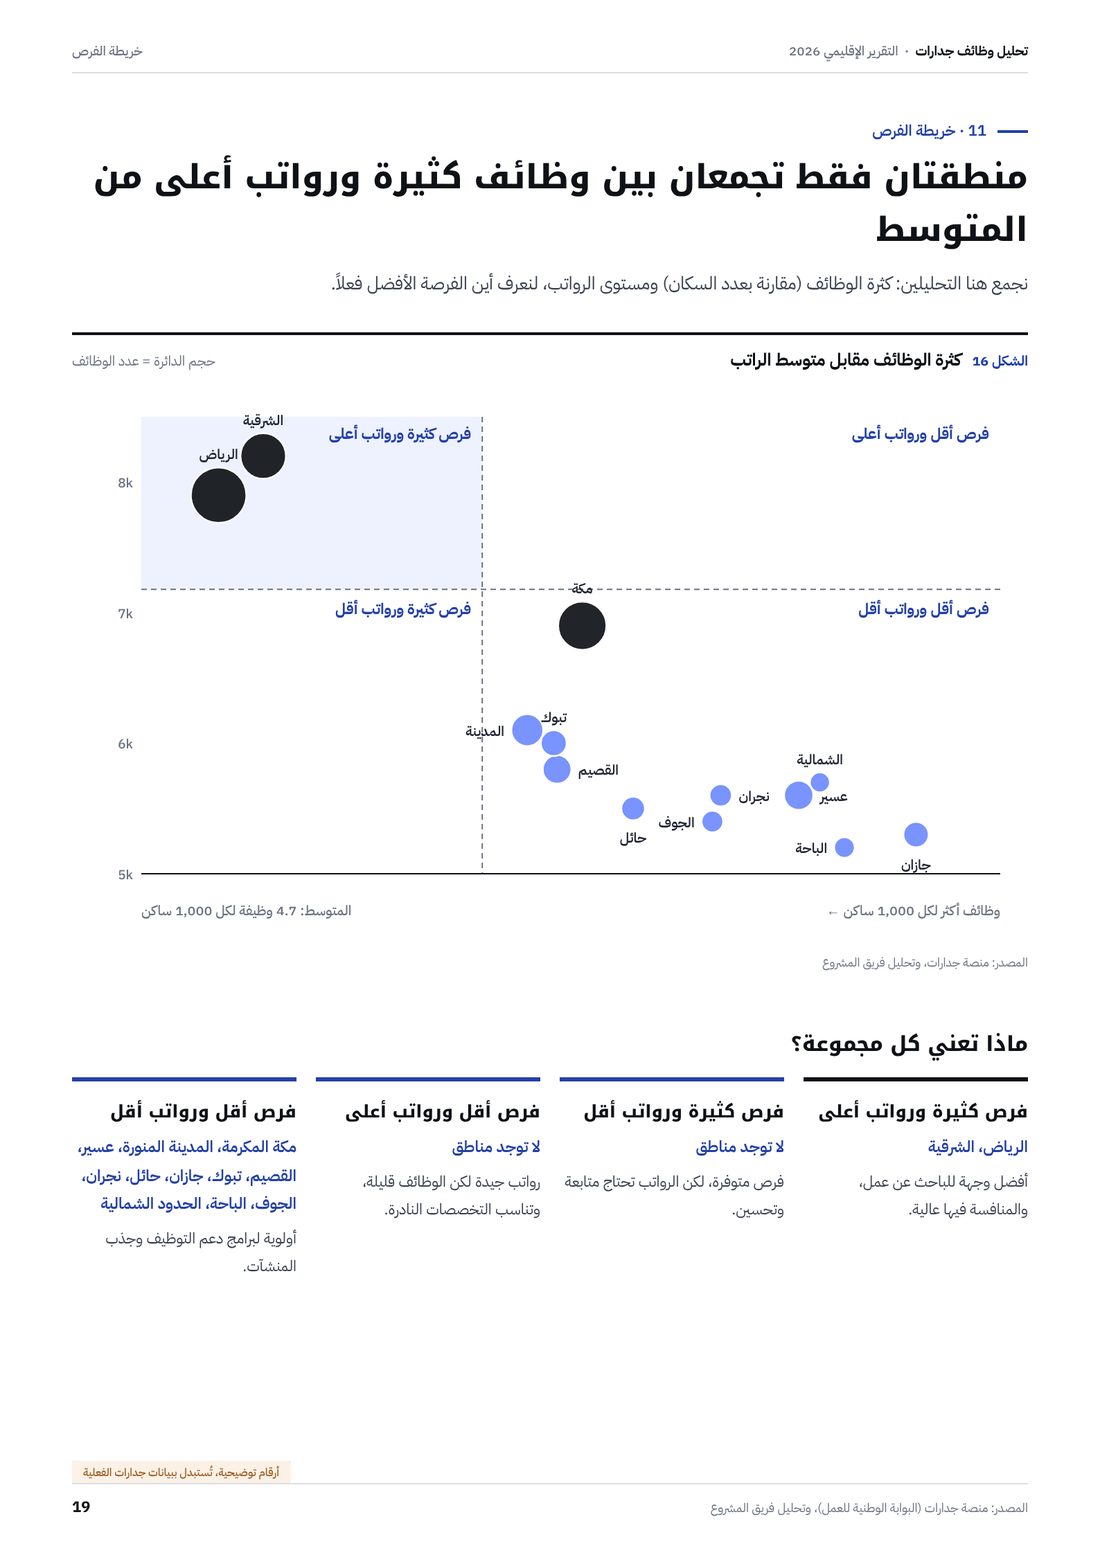 تحليل وظائف جدارات · التقرير الإقليمي 2026
خريطة الفرص
11 · خريطة الفرص
منطقتان فقط تجمعان بين وظائف كثيرة ورواتب أعلى من
المتوسط
نجمع هنا التحليلين: كثرة الوظائف (مقارنة بعدد السكان) ومستوى الرواتب، لنعرف أين الفرصة الأفضل فعلاً.
الشكل 16 كثرة الوظائف مقابل متوسط الراتب
حجم الدائرة = عدد الوظائف
فرص أقل ورواتب أعلى
فرص كثيرة ورواتب أعلى
الشرقية
الرياض
8k
مكة
7k
فرص أقل ورواتب أقل
فرص كثيرة ورواتب أقل
تبوك
المدينة
6k
القصيم
الشمالية
عسير
نجران
الجوف
حائل
الباحة
جازان
5k
وظائف أكثر لكل 1,000 ساكن ←
المتوسط: 4.7 وظيفة لكل 1,000 ساكن
المصدر: منصة جدارات، وتحليل فريق المشروع
ماذا تعني كل مجموعة؟
فرص كثيرة ورواتب أعلى
الرياض، الشرقية
أفضل وجهة للباحث عن عمل،
والمنافسة فيها عالية.
فرص كثيرة ورواتب أقل
لا توجد مناطق
فرص متوفرة، لكن الرواتب تحتاج متابعة
وتحسين.
فرص أقل ورواتب أعلى
لا توجد مناطق
رواتب جيدة لكن الوظائف قليلة،
وتناسب التخصصات النادرة.
فرص أقل ورواتب أقل
مكة المكرمة، المدينة المنورة، عسير،
القصيم، تبوك، جازان، حائل، نجران،
الجوف، الباحة، الحدود الشمالية
أولوية لبرامج دعم التوظيف وجذب
المنشآت.
أرقام توضيحية، تُستبدل ببيانات جدارات الفعلية
المصدر: منصة جدارات (البوابة الوطنية للعمل)، وتحليل فريق المشروع
19